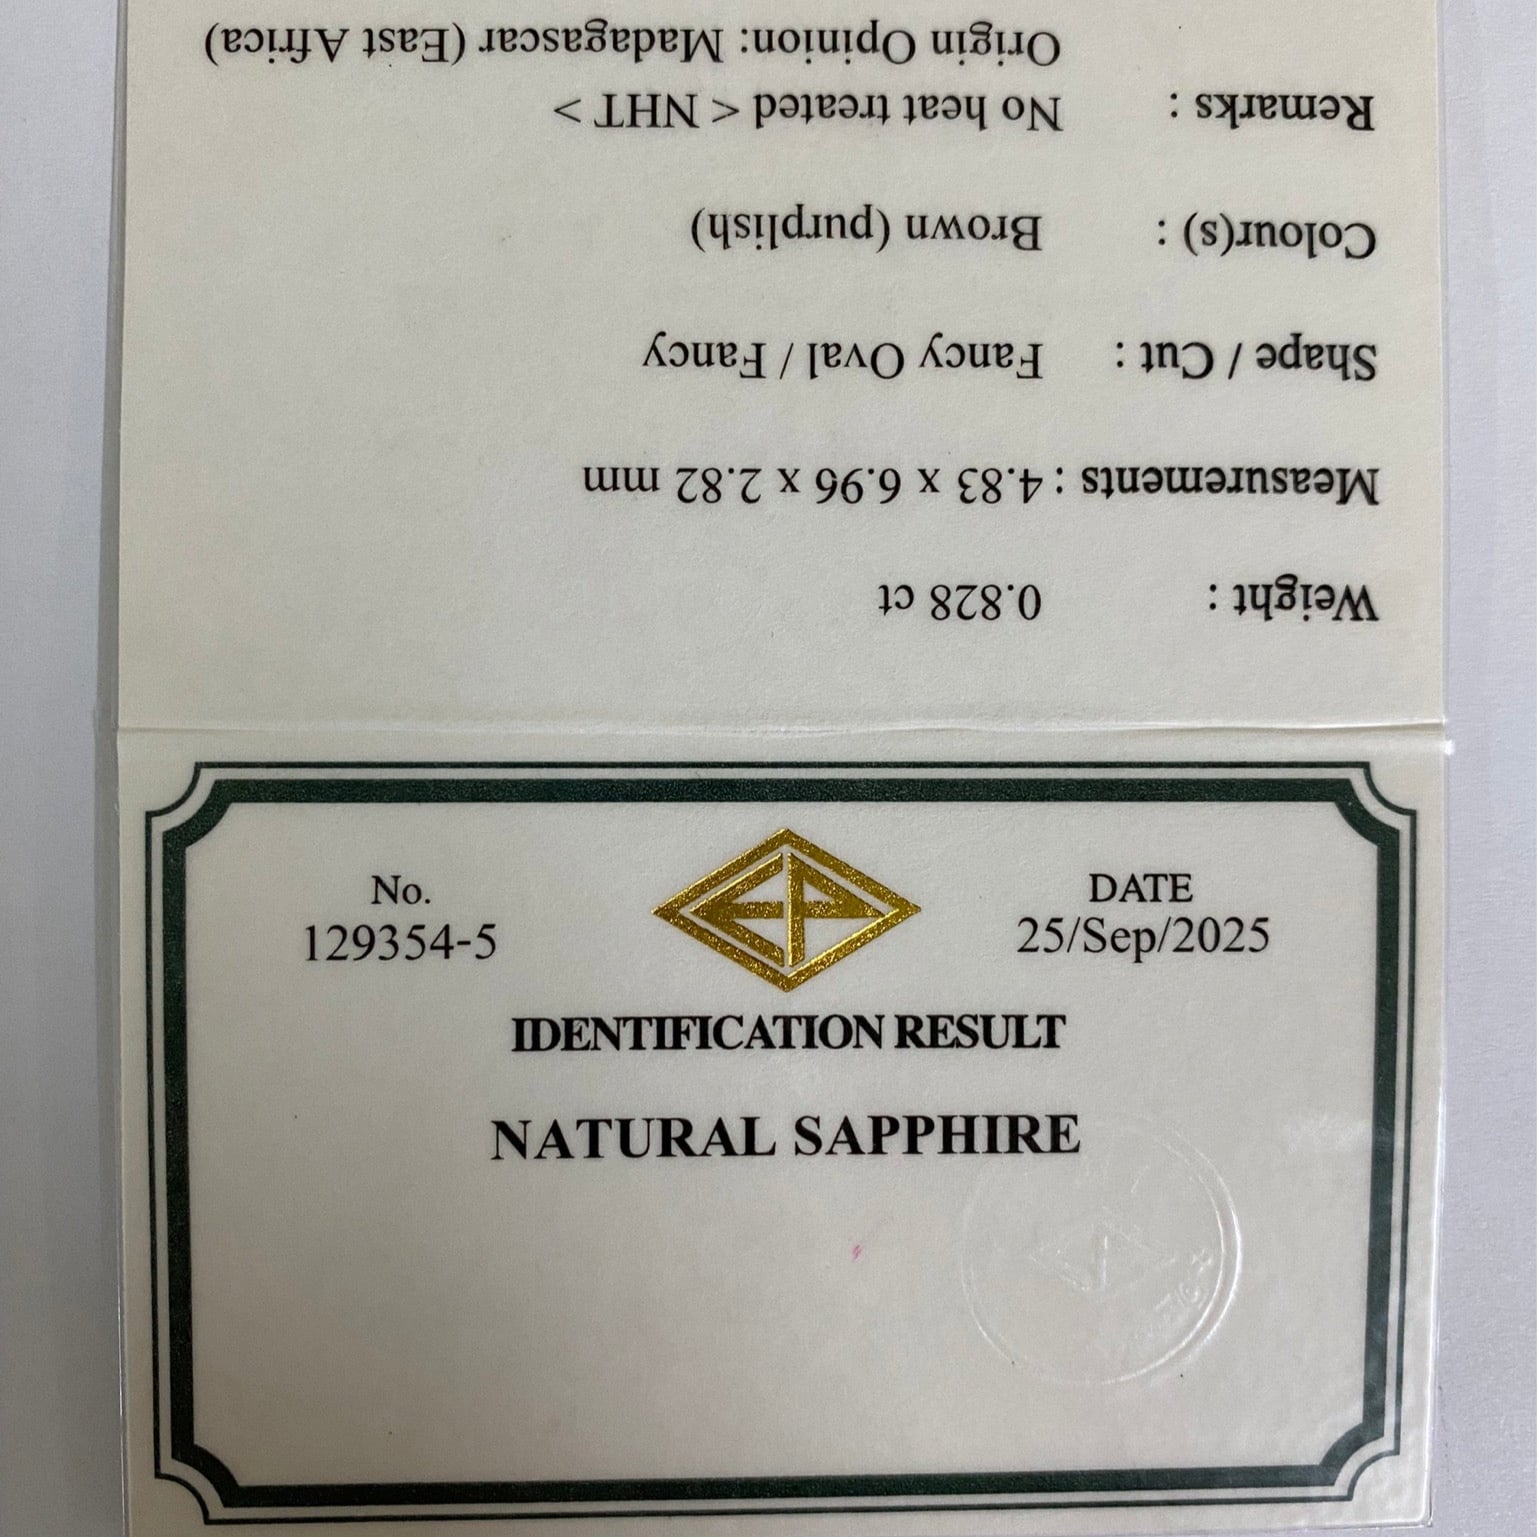 No.
129354-5
DATE
25/Sep/2025
IDENTIFICATION RESULT
NATURAL SAPPHIRE
Weight : 0.828 ct
Measurements : 4.83 x 6.96 x 2.82 mm
Shape / Cut : Fancy Oval / Fancy
Colour(s) : Brown (purplish)
Remarks : No heat treated < NHT >
Origin Opinion: Madagascar (East Africa)